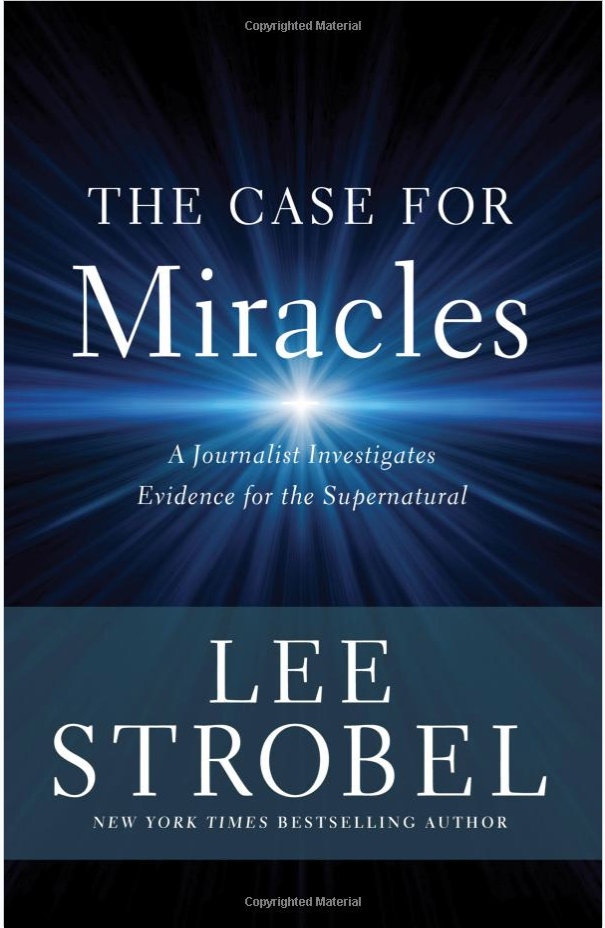 Copyrighted Material
THE CASE FOR
Miracles
A Journalist Investigates
Evidence for the Supernatural
LEE
STROBEL
NEW YORK TIMES BESTSELLING AUTHOR
Copyrighted Material